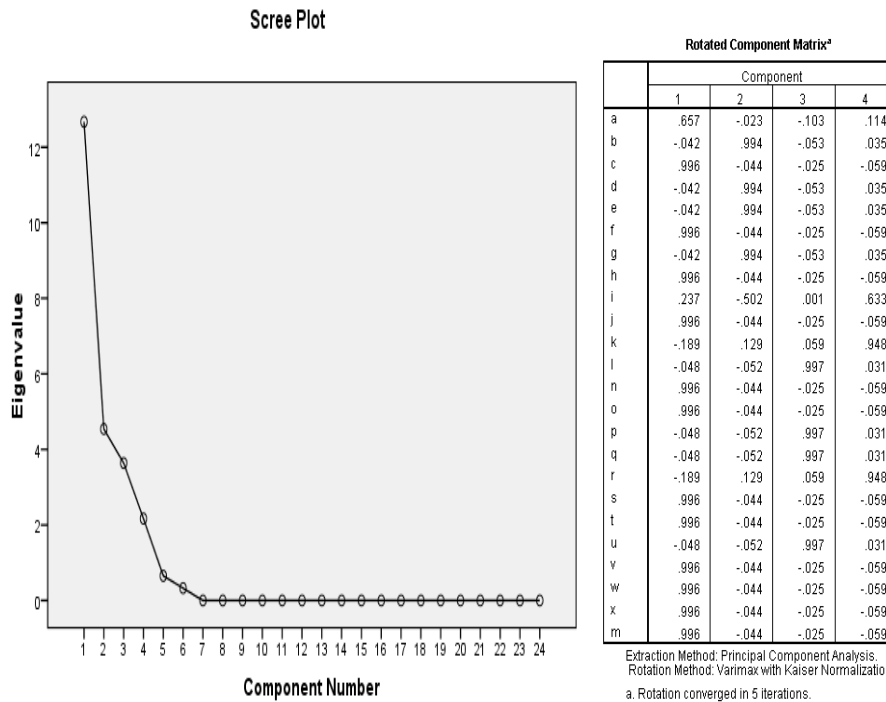 Scree Plot
Eigenvalue
12
10
8
6
4
2
0
1 2 3 4 5 6 7 8 9 10 11 12 13 14 15 16 17 18 19 20 21 22 23 24
Component Number
Rotated Component Matrixª
Component
1 2 3 4
a .657 -.023 -.103 .114
b -.042 .994 -.053 .035
c .996 -.044 -.025 -.059
d -.042 .994 -.053 .035
e -.042 .994 -.053 .035
f .996 -.044 -.025 -.059
g -.042 .994 -.053 .035
h .996 -.044 -.025 -.059
i .237 -.502 .001 .633
j .996 -.044 -.025 -.059
k -.189 .129 .059 .948
l -.048 -.052 .997 .031
n .996 -.044 -.025 -.059
o .996 -.044 -.025 -.059
p -.048 -.052 .997 .031
q -.048 -.052 .997 .031
r -.189 .129 .059 .948
s .996 -.044 -.025 -.059
t .996 -.044 -.025 -.059
u -.048 -.052 .997 .031
v .996 -.044 -.025 -.059
w .996 -.044 -.025 -.059
x .996 -.044 -.025 -.059
m .996 -.044 -.025 -.059
Extraction Method: Principal Component Analysis.
Rotation Method: Varimax with Kaiser Normalizatio
a. Rotation converged in 5 iterations.